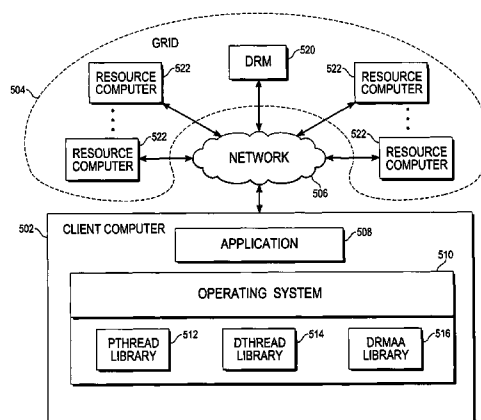 GRID
504
DRM
520
RESOURCE
COMPUTER
522
522
RESOURCE
COMPUTER
RESOURCE
COMPUTER
522
522
RESOURCE
COMPUTER
NETWORK
506
502
CLIENT COMPUTER
APPLICATION
508
510
OPERATING SYSTEM
PTHREAD
LIBRARY
512
DTHREAD
LIBRARY
514
DRMAA
LIBRARY
516